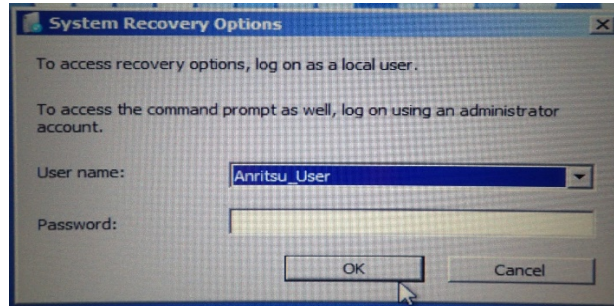 System Recovery Options
To access recovery options, log on as a local user.
To access the command prompt as well, log on using an administrator
account.
User name:
Anritsu_User
Password:
OK
Cancel